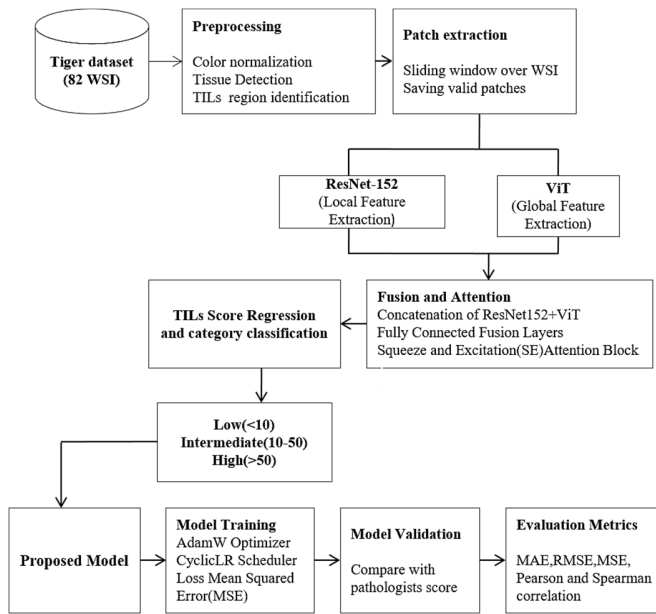 Tiger dataset
(82 WSI)
Preprocessing
Color normalization
Tissue Detection
TILs region identification
Patch extraction
Sliding window over WSI
Saving valid patches
ResNet-152
(Local Feature
Extraction)
ViT
(Global Feature
Extraction)
Fusion and Attention
Concatenation of ResNet152+ViT
Fully Connected Fusion Layers
Squeeze and Excitation(SE)Attention Block
TILs Score Regression
and category classification
Low(<10)
Intermediate(10-50)
High(>50)
Proposed Model
Model Training
AdamW Optimizer
CyclicLR Scheduler
Loss Mean Squared
Error(MSE)
Model Validation
Compare with
pathologists score
Evaluation Metrics
MAE,RMSE,MSE,
Pearson and Spearman
correlation